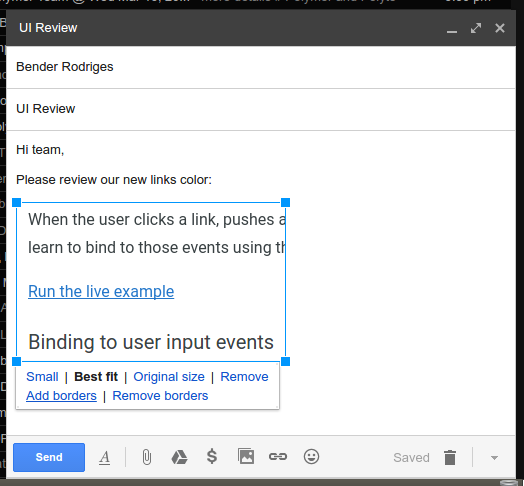 UI Review
Bender Rodriges
UI Review
Hi team,
Please review our new links color:
When the user clicks a link, pushes a
learn to bind to those events using th
Run the live example
Binding to user input events
Small | Best fit | Original size | Remove
Add borders | Remove borders
Send A $ Saved